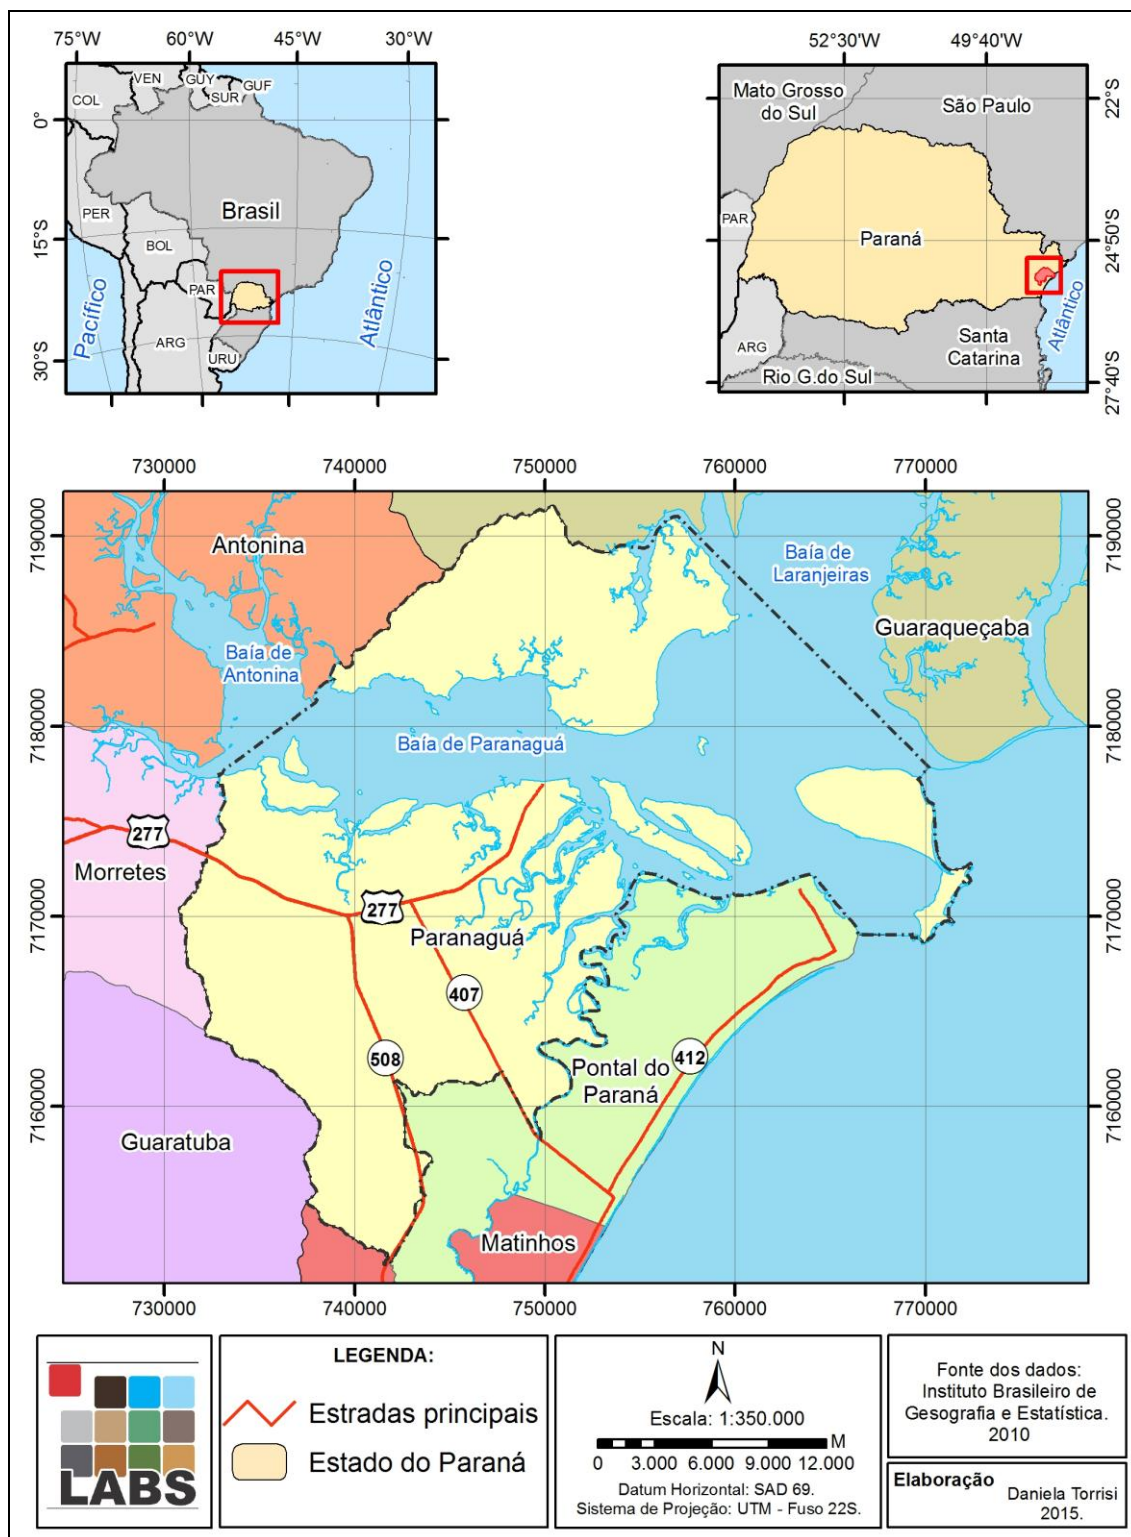 75°W 60°W 45°W 30°W
0°
15°S
30°S
VEN
GUY
GUF
COL
SUR
PER
Brasil
BOL
PAR
Pacífico
Atlântico
ARG
URU
52°30'W 49°40'W
22°S
24°50'S
27°40'S
Mato Grosso
do Sul
São Paulo
PAR
Paraná
Atlântico
ARG
Santa
Catarina
Rio G.do Sul
730000 740000 750000 760000 770000
7190000 7190000
Antonina
Baía de
Laranjeiras
Guaraqueçaba
Baía de
Antonina
7180000 7180000
Baía de Paranaguá
277
Morretes
277
7170000 7170000
Paranaguá
407
508
412
Pontal do
Paraná
7160000 7160000
Guaratuba
Matinhos
730000 740000 750000 760000 770000
LABS
LEGENDA:
Estradas principais
Estado do Paraná
N
Escala: 1:350.000
M
0 3.000 6.000 9.000 12.000
Datum Horizontal: SAD 69.
Sistema de Projeção: UTM - Fuso 22S.
Fonte dos dados:
Instituto Brasileiro de
Gesografia e Estatística.
2010
Elaboração
Daniela Torrisi
2015.